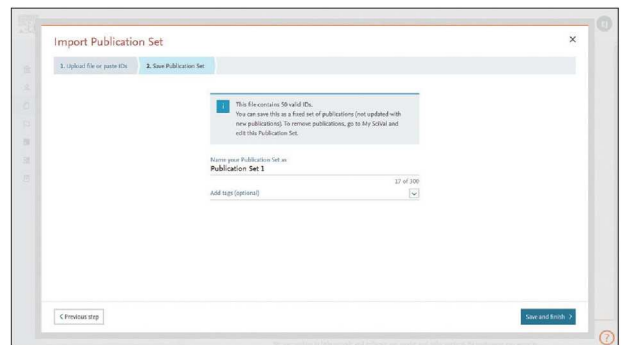 Import Publication Set
×
1. Upload file or paste IDs
2. Save Publication Set
i
This file contains 50 valid IDs.
You can save this as a fixed set of publications (not updated with
new publications). To remove publications, go to My SciVal and
edit this Publication Set.
Name your Publication Set as
Publication Set 1
17 of 300
Add tags (optional)
< Previous step
Save and finish >
?